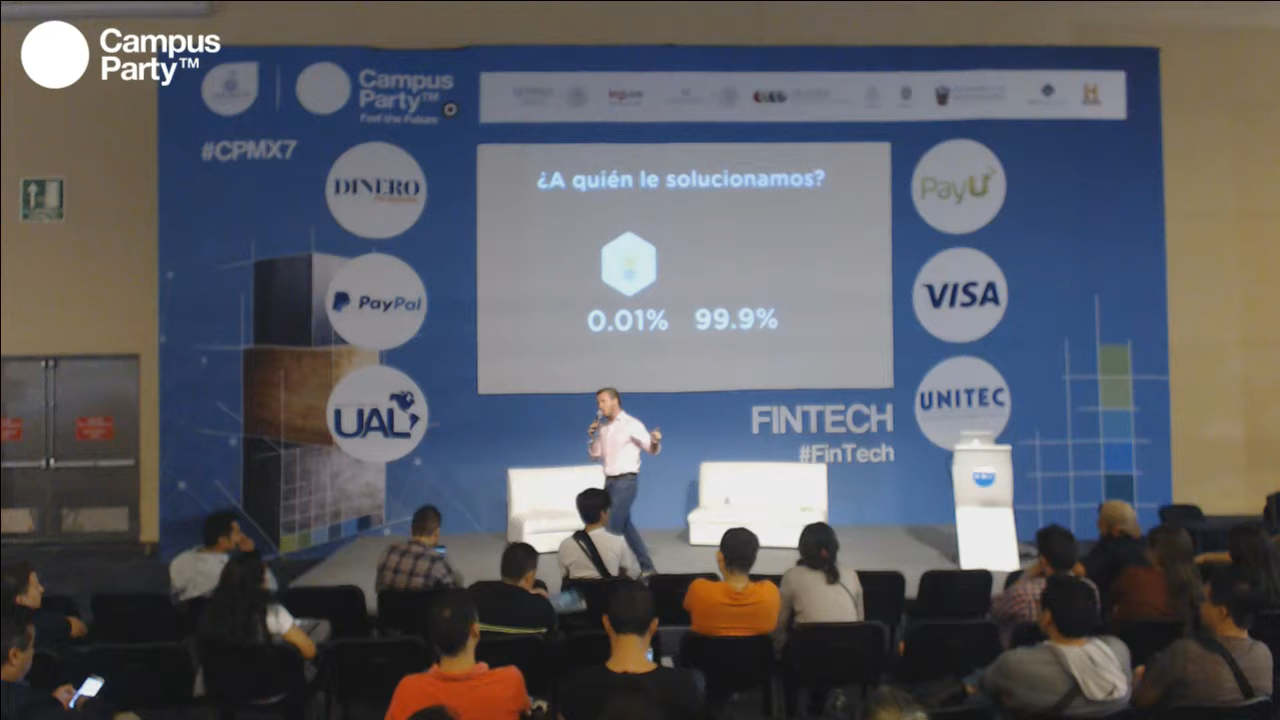 Campus
Party™
Campus
Party™
Feel the Future
#CPMX7
DINERO
PayPal
UAL
¿A quién le solucionamos?
0.01% 99.9%
PayU
VISA
UNITEC
FINTECH
#FinTech